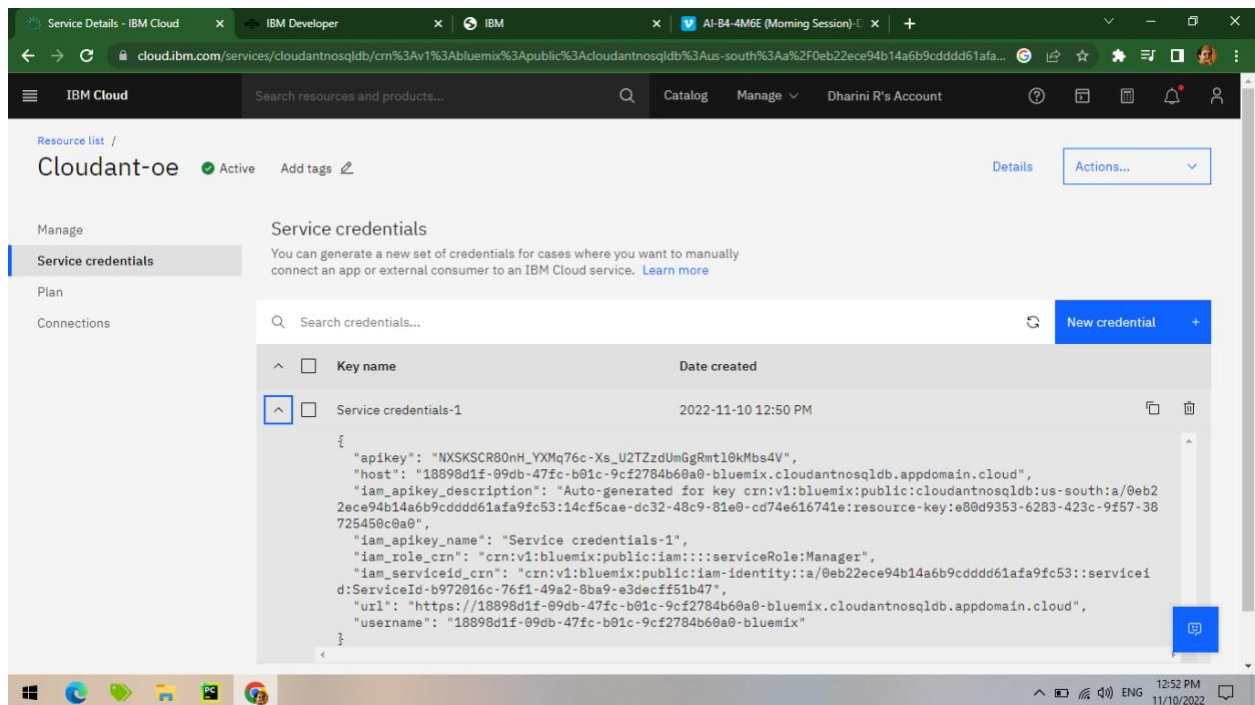 Service Details - IBM Cloud
IBM Developer
IBM
AI-B4-4M6E (Morning Session)-
cloud.ibm.com/services/cloudantnosqldb/crn%3Av1%3Abluemix%3Apublic%3Acloudantnosqldb%3Aus-south%3Aa%2F0eb22ece94b14a6b9cdddd61afa...
IBM Cloud
Search resources and products...
Catalog
Manage
Dharini R's Account
Resource list /
Cloudant-oe
Active
Add tags
Details
Actions...
Manage
Service credentials
Plan
Connections
Service credentials
You can generate a new set of credentials for cases where you want to manually
connect an app or external consumer to an IBM Cloud service. Learn more
Search credentials...
New credential +
Key name
Date created
Service credentials-1
2022-11-10 12:50 PM
{
"apikey": "NXSKSCR8OnH_YXMq76c-Xs_U2TZzdUmGgRmtl0kMbs4V",
"host": "18898d1f-09db-47fc-b01c-9cf2784b60a0-bluemix.cloudantnosqldb.appdomain.cloud",
"iam_apikey_description": "Auto-generated for key crn:v1:bluemix:public:cloudantnosqldb:us-south:a/0eb2
2ece94b14a6b9cdddd61afa9fc53:14cf5cae-dc32-48c9-81e0-cd74e616741e:resource-key:e80d9353-6283-423c-9f57-38
725450c0a0",
"iam_apikey_name": "Service credentials-1",
"iam_role_crn": "crn:v1:bluemix:public:iam::::serviceRole:Manager",
"iam_serviceid_crn": "crn:v1:bluemix:public:iam-identity::a/0eb22ece94b14a6b9cdddd61afa9fc53::servicei
d:ServiceId-b972016c-76f1-49a2-8ba9-e3decff51b47",
"url": "https://18898d1f-09db-47fc-b01c-9cf2784b60a0-bluemix.cloudantnosqldb.appdomain.cloud",
"username": "18898d1f-09db-47fc-b01c-9cf2784b60a0-bluemix"
}
ENG
12:52 PM
11/10/2022